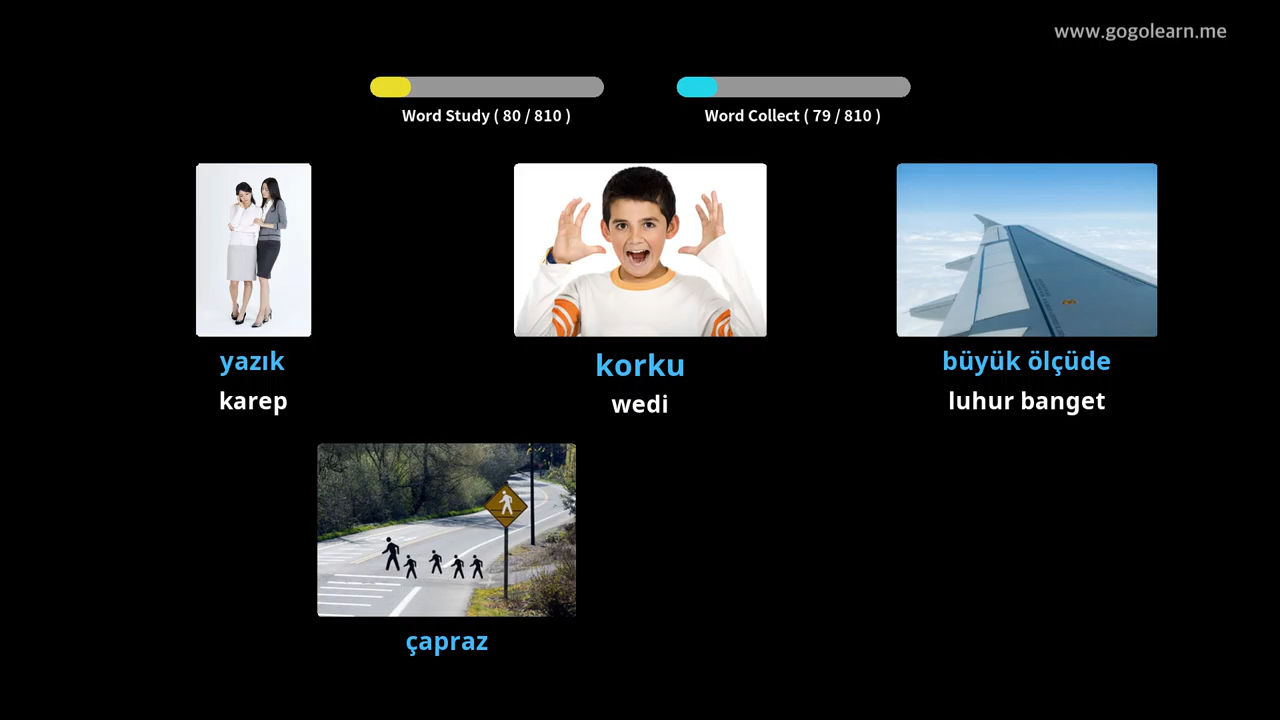 www.gogolearn.me
Word Study ( 80 / 810 )
Word Collect ( 79 / 810 )
yazık
karep
korku
wedi
büyük ölçüde
luhur banget
çapraz